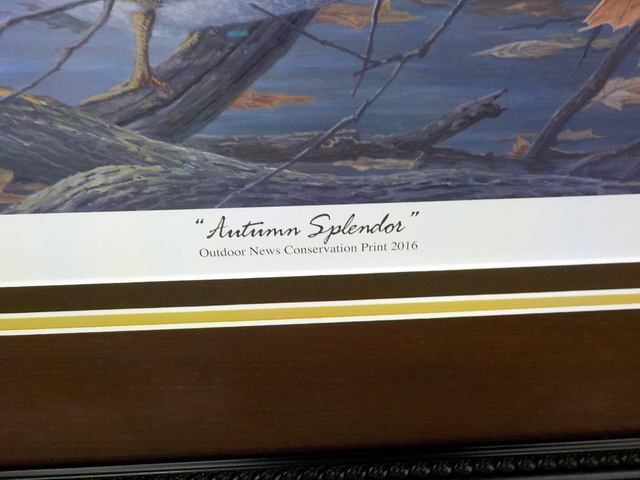 "Autumn Splendor"
Outdoor News Conservation Print 2016